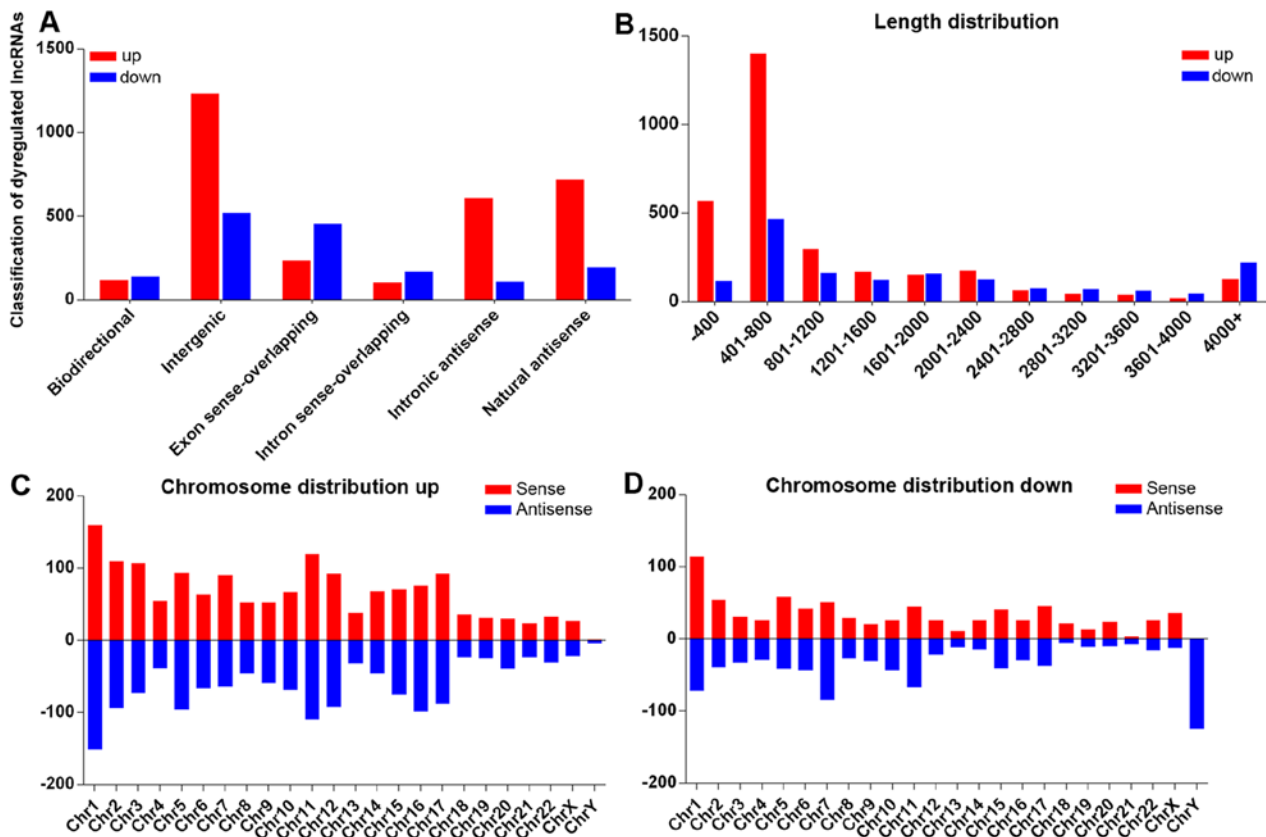 A
Classification of dyregulated lncRNAs
1500
1000
500
0
up
down
Biodirectional
Intergenic
Exon sense-overlapping
Intron sense-overlapping
Intronic antisense
Natural antisense
B
Length distribution
1500
1000
500
0
up
down
-400
401-800
801-1200
1201-1600
1601-2000
2001-2400
2401-2800
2801-3200
3201-3600
3601-4000
4000+
C
Chromosome distribution up
Sense
Antisense
200
100
0
-100
-200
Chr1
Chr2
Chr3
Chr4
Chr5
Chr6
Chr7
Chr8
Chr9
Chr10
Chr11
Chr12
Chr13
Chr14
Chr15
Chr16
Chr17
Chr18
Chr19
Chr20
Chr21
Chr22
ChrX
ChrY
D
Chromosome distribution down
Sense
Antisense
200
100
0
-100
-200
Chr1
Chr2
Chr3
Chr4
Chr5
Chr6
Chr7
Chr8
Chr9
Chr10
Chr11
Chr12
Chr13
Chr14
Chr15
Chr16
Chr17
Chr18
Chr19
Chr20
Chr21
Chr22
ChrX
ChrY